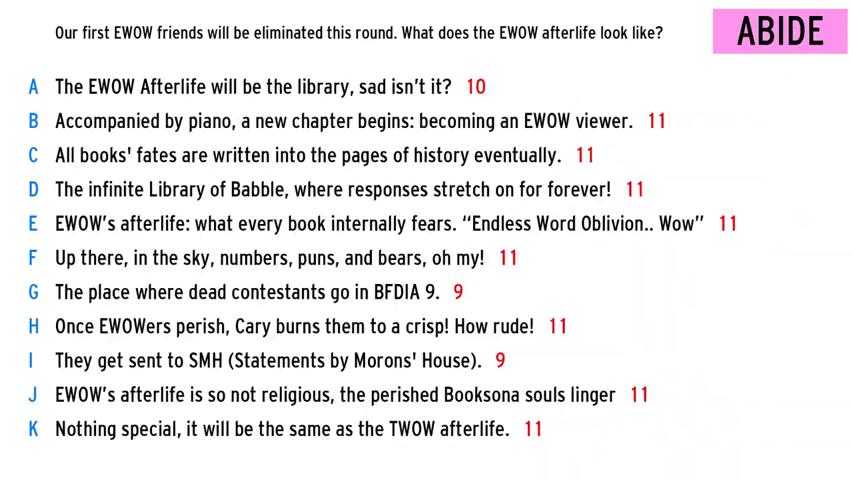 Our first EWOW friends will be eliminated this round. What does the EWOW afterlife look like?
ABIDE
A The EWOW Afterlife will be the library, sad isn't it? 10
B Accompanied by piano, a new chapter begins: becoming an EWOW viewer. 11
C All books' fates are written into the pages of history eventually. 11
D The infinite Library of Babble, where responses stretch on for forever! 11
E EWOW's afterlife: what every book internally fears. “Endless Word Oblivion.. Wow” 11
F Up there, in the sky, numbers, puns, and bears, oh my! 11
G The place where dead contestants go in BFDIA 9. 9
H Once EWOWers perish, Cary burns them to a crisp! How rude! 11
I They get sent to SMH (Statements by Morons' House). 9
J EWOW's afterlife is so not religious, the perished Booksona souls linger 11
K Nothing special, it will be the same as the TWOW afterlife. 11